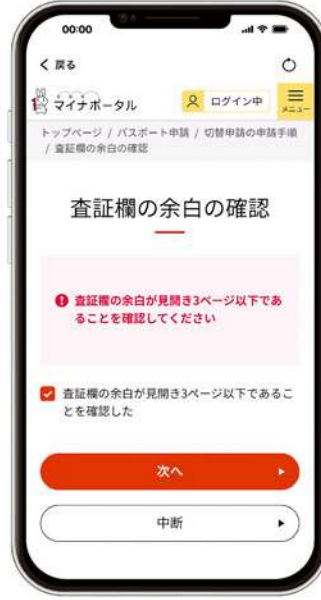 00:00
戻る
マイナポータル
ログイン中
メニュー
トップページ / パスポート申請 / 切替申請の申請手順
/ 査証欄の余白の確認
査証欄の余白の確認
査証欄の余白が見開き3ページ以下であ
ることを確認してください
査証欄の余白が見開き3ページ以下であるこ
とを確認した
次へ
中断